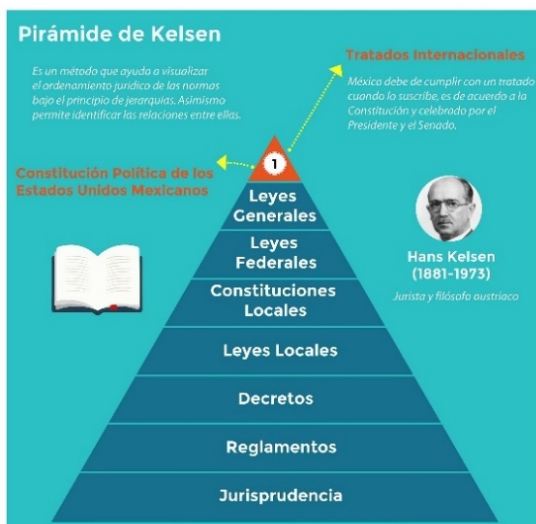 Pirámide de Kelsen
Es un método que ayuda a visualizar
el ordenamiento jurídico de las normas
bajo el principio de jerarquías. Asimismo
permite identificar las relaciones entre ellas.
Tratados Internacionales
México debe de cumplir con un tratado
cuando lo suscribe, es de acuerdo a la
Constitución y celebrado por el
Presidente y el Senado.
1
Constitución Política de los
Estados Unidos Mexicanos
Leyes
Generales
Leyes
Federales
Constituciones
Locales
Leyes Locales
Decretos
Reglamentos
Jurisprudencia
Hans Kelsen
(1881-1973)
Jurista y filósofo austriaco